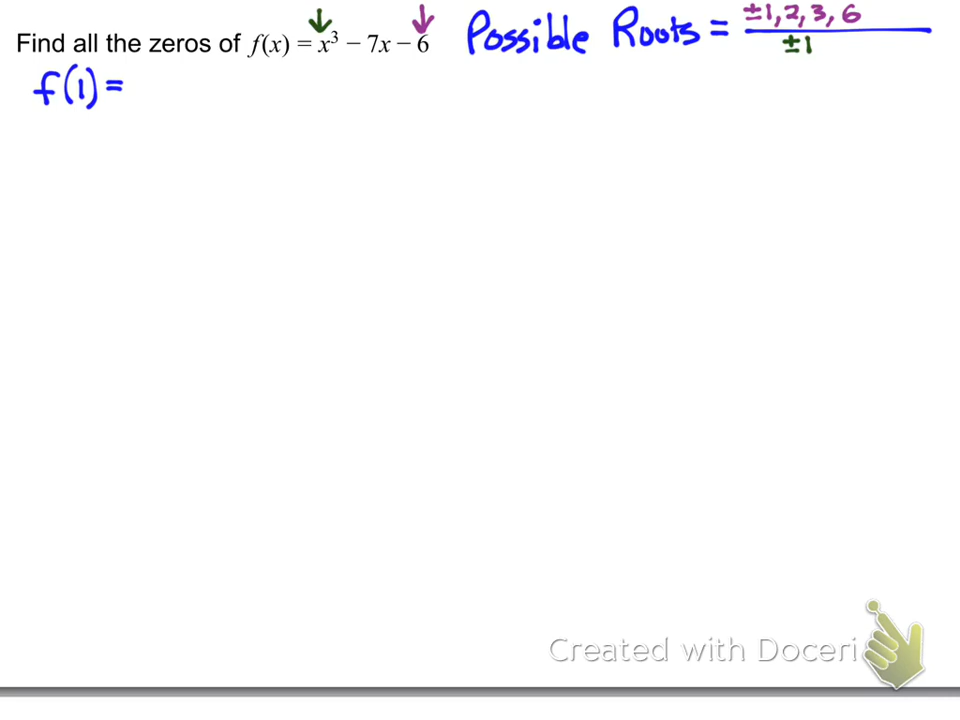 Find all the zeros of f(x) = x³ − 7x − 6 Possible Roots = ±1, 2, 3, 6 / ±1
f(1) =
Created with Doceri